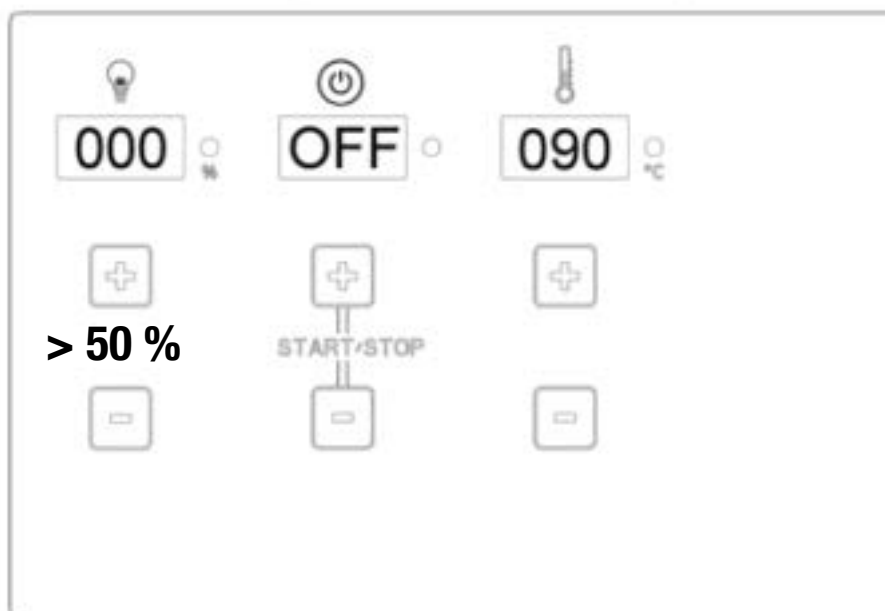 000 % OFF 090 °C
+ + +
> 50 % START/STOP
- - -